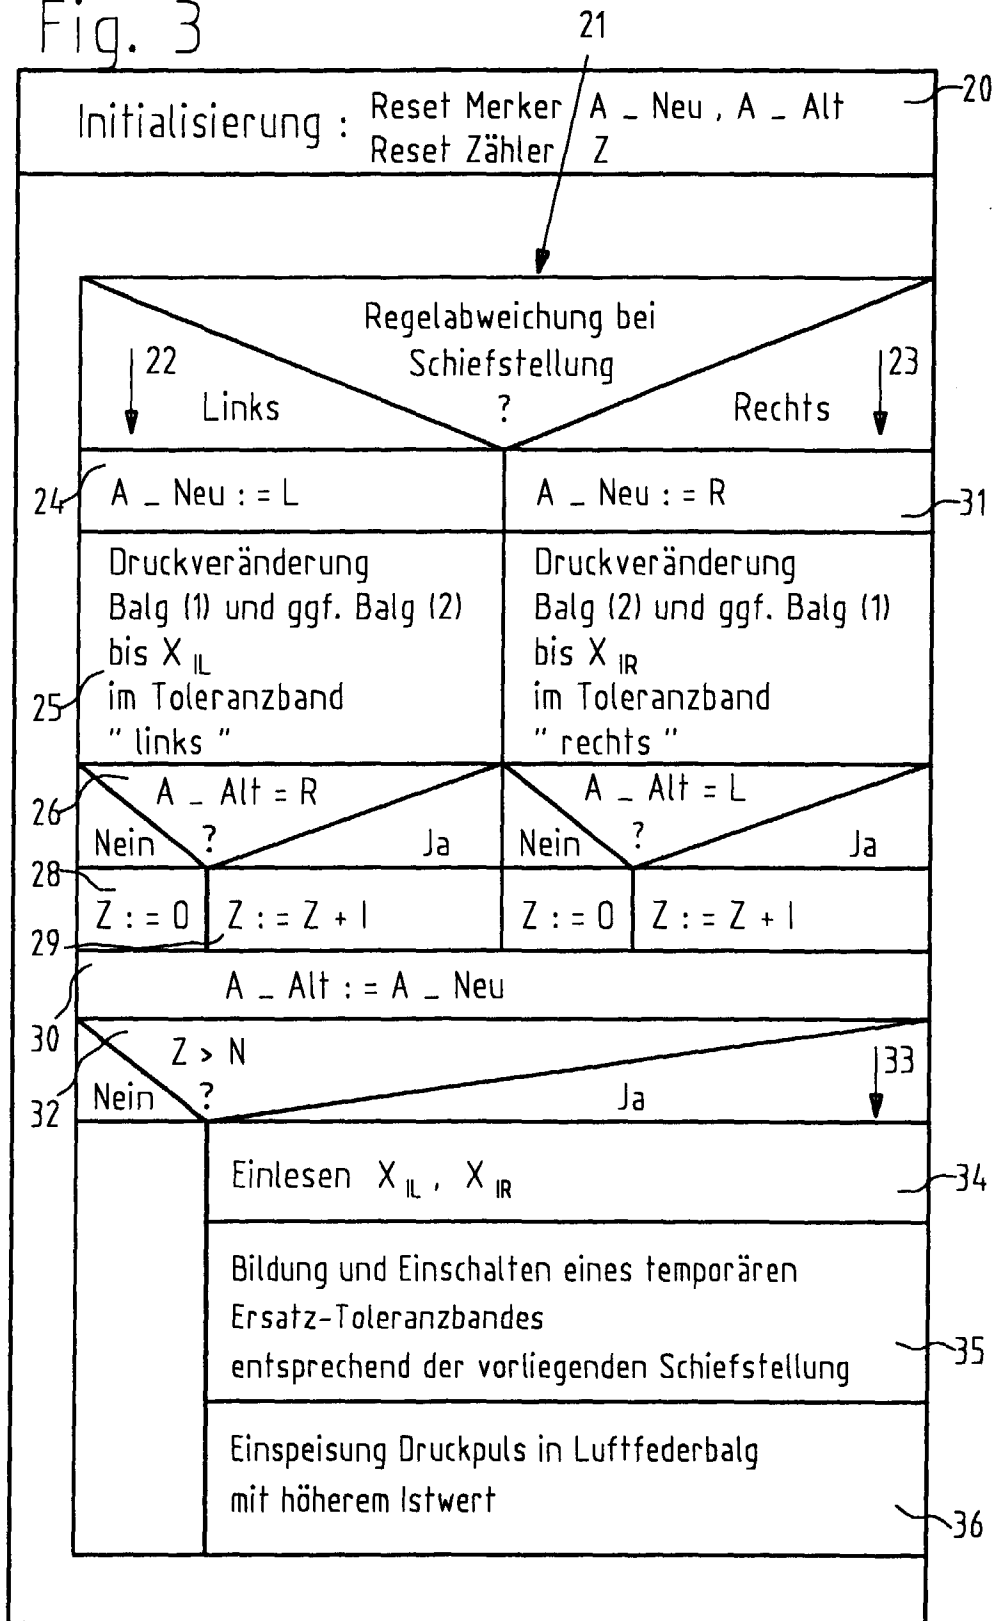 Fig. 3
21
20
Initialisierung : Reset Merker A _ Neu , A _ Alt
Reset Zähler Z
Regelabweichung bei
Schiefstellung
?
22
Links
23
Rechts
24
A _ Neu : = L
A _ Neu : = R
31
Druckveränderung
Balg (1) und ggf. Balg (2)
bis X IL
im Toleranzband
" links "
25
Druckveränderung
Balg (2) und ggf. Balg (1)
bis X IR
im Toleranzband
" rechts "
26
A _ Alt = R
Nein ? Ja
A _ Alt = L
Nein ? Ja
28
Z : = 0
Z : = Z + 1
29
Z : = 0
Z : = Z + 1
A _ Alt : = A _ Neu
30
Z > N
33
32
Nein ? Ja
Einlesen X IL , X IR
34
Bildung und Einschalten eines temporären
Ersatz-Toleranzbandes
entsprechend der vorliegenden Schiefstellung
35
Einspeisung Druckpuls in Luftfederbalg
mit höherem Istwert
36